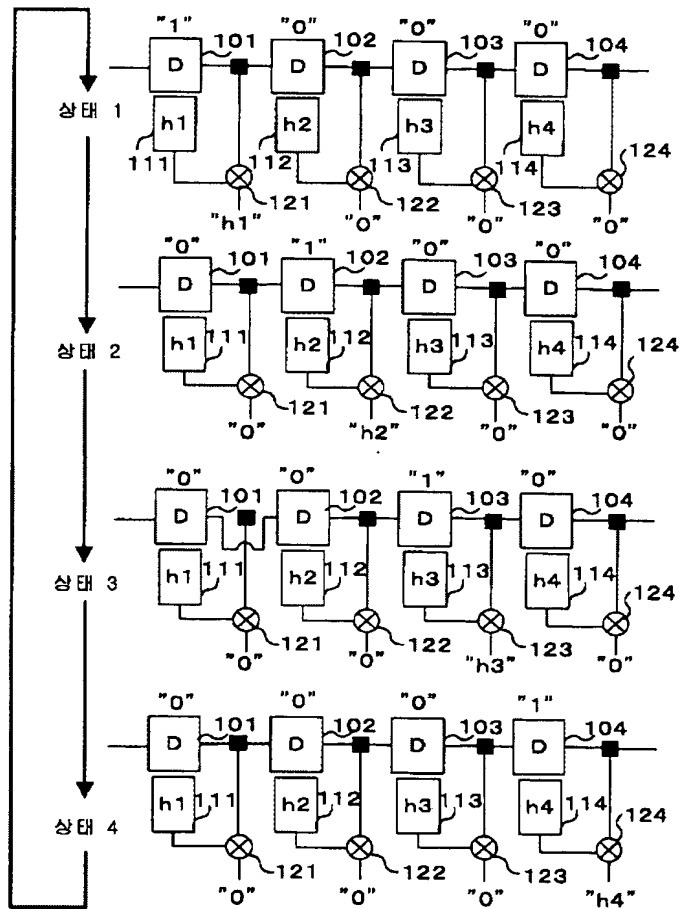 "1" 101 "0" 102 "0" 103 "0" 104
D D D D
상태 1
h1 h2 h3 h4
111 112 113 114 124
121 122 123
"h1" "0" "0" "0"
"0" 101 "1" 102 "0" 103 "0" 104
D D D D
상태 2
h1 111 h2 112 h3 113 h4 114 124
121 122 123
"0" "h2" "0" "0"
"0" 101 "0" 102 "1" 103 "0" 104
D D D D
상태 3
h1 111 h2 112 h3 113 h4 114 124
121 122 123
"0" "0" "h3" "0"
"0" 101 "0" 102 "0" 103 "1" 104
D D D D
상태 4
h1 111 h2 112 h3 113 h4 114 124
121 122 123
"0" "0" "0" "h4"